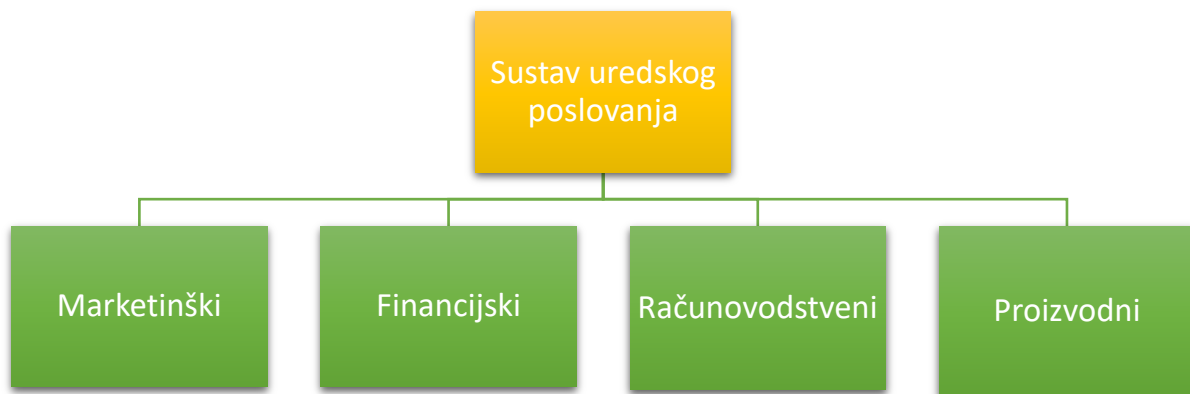 Sustav uredskog
poslovanja
Marketinški
Financijski
Računovodstveni
Proizvodni